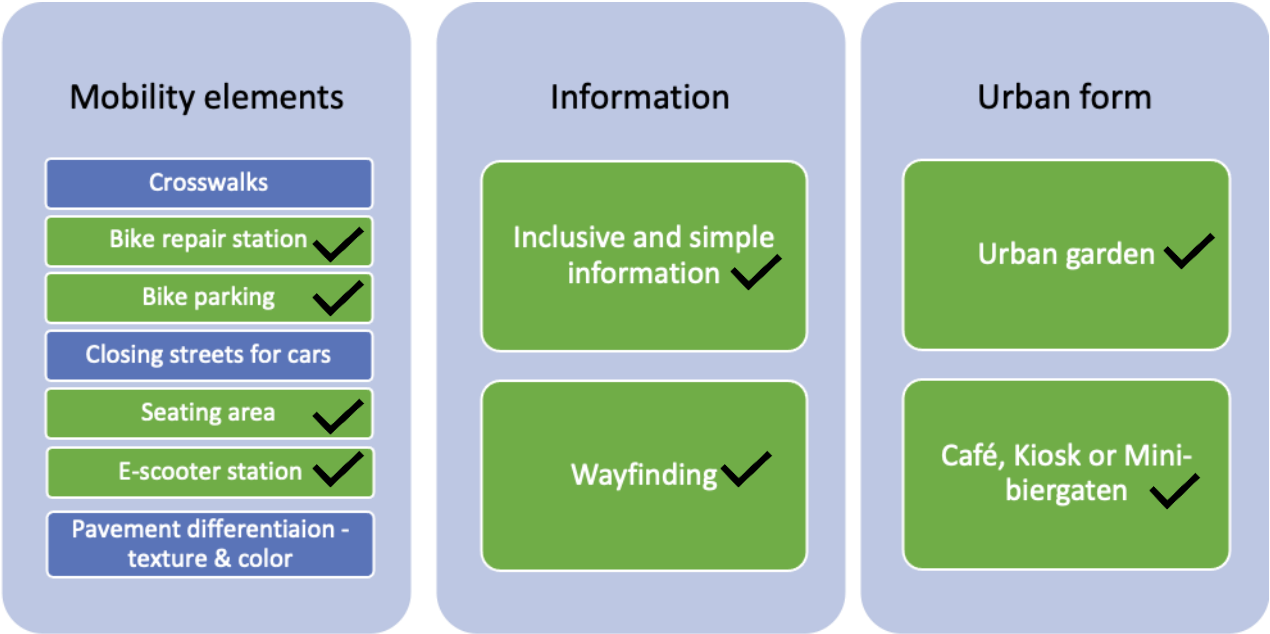 Mobility elements
Crosswalks
Bike repair station
Bike parking
Closing streets for cars
Seating area
E-scooter station
Pavement differentiaion -
texture & color
Information
Inclusive and simple
information
Wayfinding
Urban form
Urban garden
Café, Kiosk or Mini-
biergaten